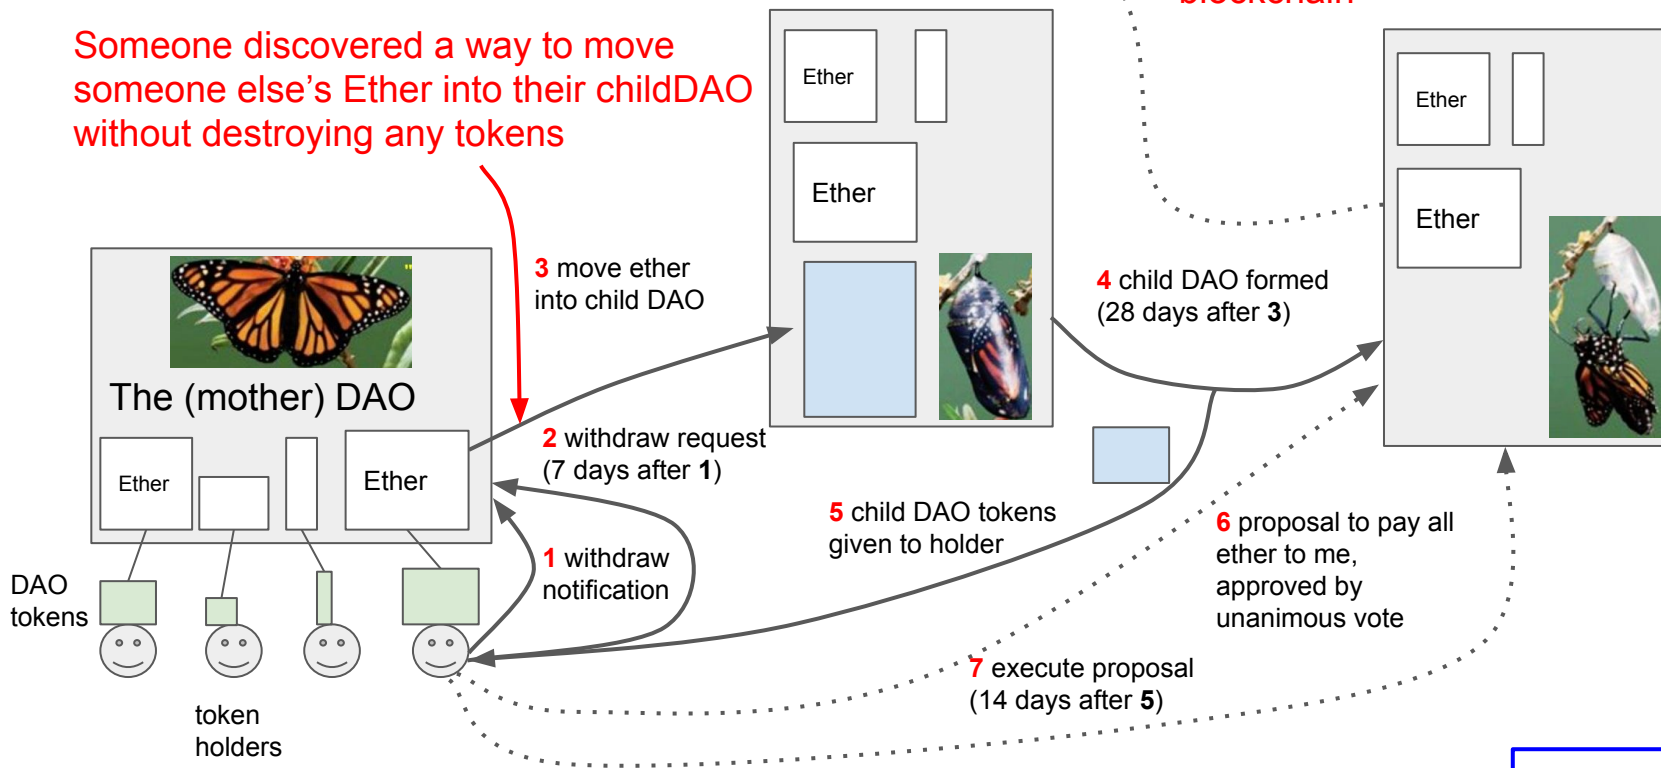 blockchain
Someone discovered a way to move
someone else's Ether into their childDAO
without destroying any tokens
Ether
Ether
Ether
Ether
3 move ether
into child DAO
4 child DAO formed
(28 days after 3)
The (mother) DAO
Ether
Ether
2 withdraw request
(7 days after 1)
1 withdraw
notification
5 child DAO tokens
given to holder
6 proposal to pay all
ether to me,
approved by
unanimous vote
DAO
tokens
7 execute proposal
(14 days after 5)
token
holders